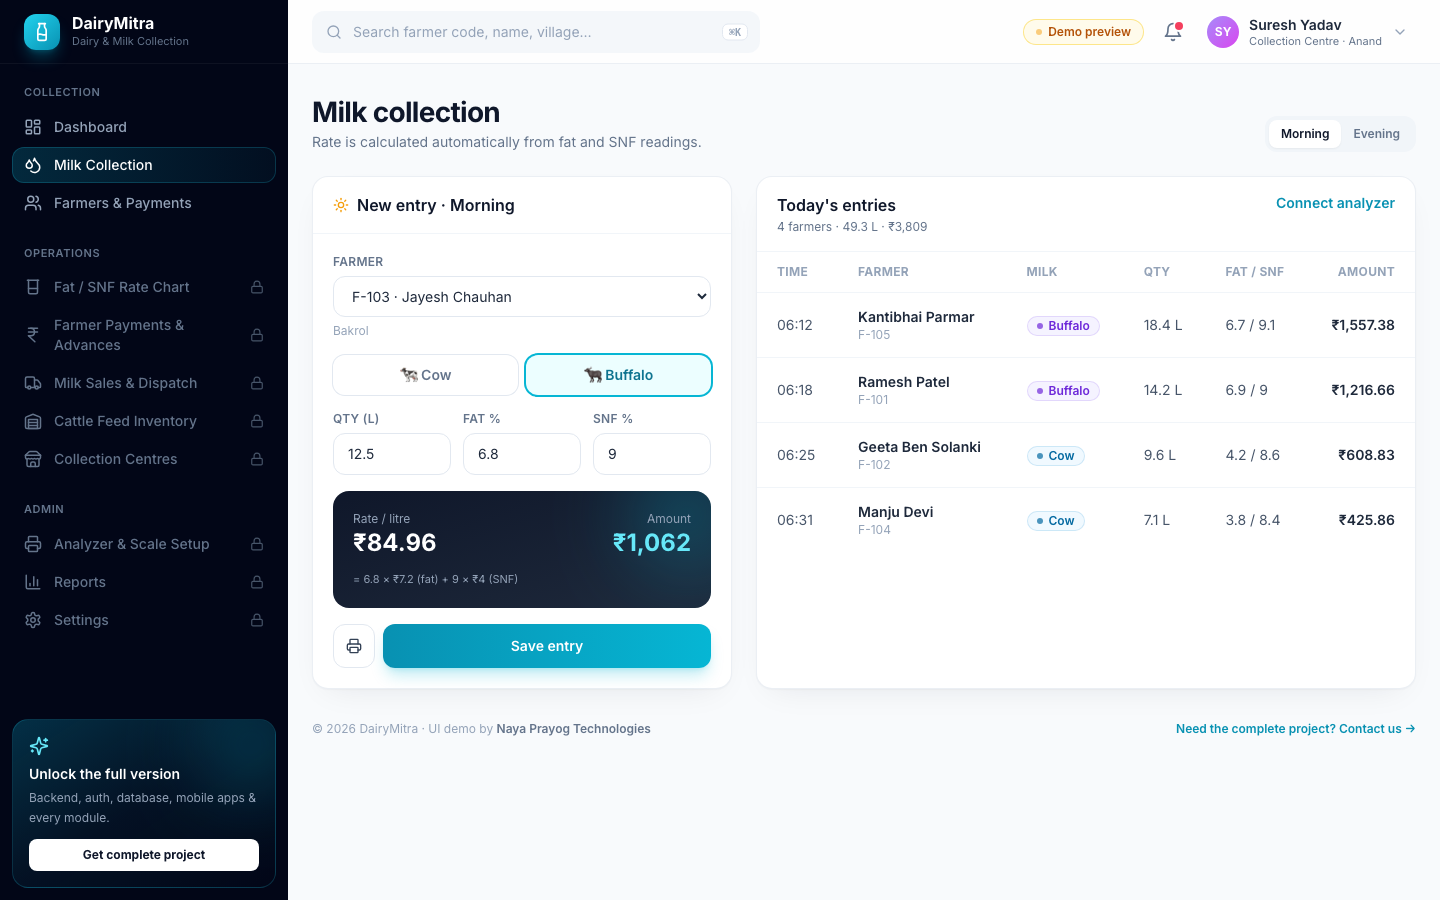 DairyMitra
Dairy & Milk Collection
Search farmer code, name, village...
⌘K
Demo preview
SY
Suresh Yadav
Collection Centre · Anand
COLLECTION
Dashboard
Milk Collection
Farmers & Payments
OPERATIONS
Fat / SNF Rate Chart
Farmer Payments &
Advances
Milk Sales & Dispatch
Cattle Feed Inventory
Collection Centres
ADMIN
Analyzer & Scale Setup
Reports
Settings
Unlock the full version
Backend, auth, database, mobile apps &
every module.
Get complete project
Milk collection
Rate is calculated automatically from fat and SNF readings.
Morning Evening
New entry · Morning
FARMER
F-103 · Jayesh Chauhan
Bakrol
Cow Buffalo
QTY (L) FAT % SNF %
12.5 6.8 9
Rate / litre Amount
₹84.96 ₹1,062
= 6.8 × ₹7.2 (fat) + 9 × ₹4 (SNF)
Save entry
Today's entries
4 farmers · 49.3 L · ₹3,809
Connect analyzer
TIME FARMER MILK QTY FAT / SNF AMOUNT
06:12 Kantibhai Parmar Buffalo 18.4 L 6.7 / 9.1 ₹1,557.38
F-105
06:18 Ramesh Patel Buffalo 14.2 L 6.9 / 9 ₹1,216.66
F-101
06:25 Geeta Ben Solanki Cow 9.6 L 4.2 / 8.6 ₹608.83
F-102
06:31 Manju Devi Cow 7.1 L 3.8 / 8.4 ₹425.86
F-104
© 2026 DairyMitra · UI demo by Naya Prayog Technologies
Need the complete project? Contact us →